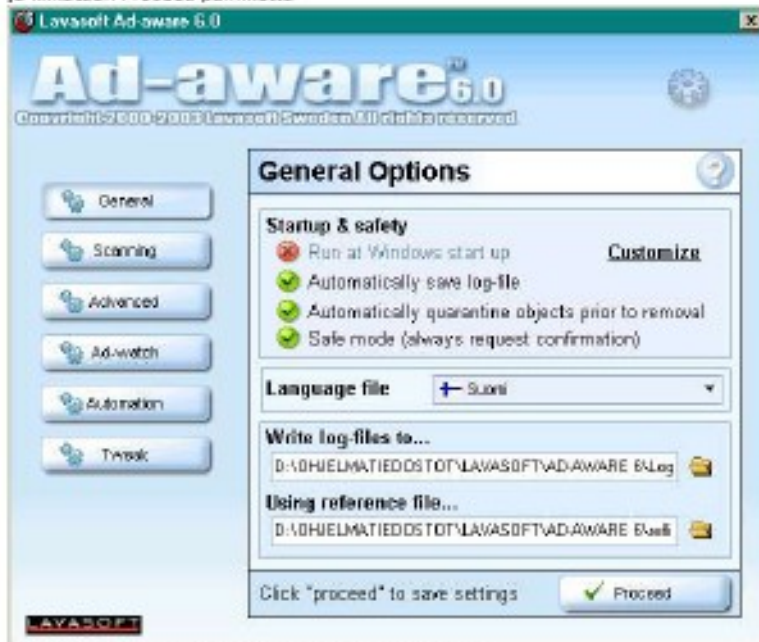 Lavasoft Ad-aware 6.0
Ad-aware 6.0
Copyright 2000-2003 Lavasoft Sweden All rights reserved
General
Scanning
Advanced
Ad-watch
Automation
Tweak
General Options
Startup & safety
Run at Windows start up
Customize
Automatically save log-file
Automatically quarantine objects prior to removal
Safe mode (always request confirmation)
Language file
Suomi
Write log-files to...
D:\OHJELMATIEDOSTOT\LAVASOFT\AD-AWARE 6\Log
Using reference file...
D:\OHJELMATIEDOSTOT\LAVASOFT\AD-AWARE 6\
Click "proceed" to save settings
Proceed
LAVASOFT